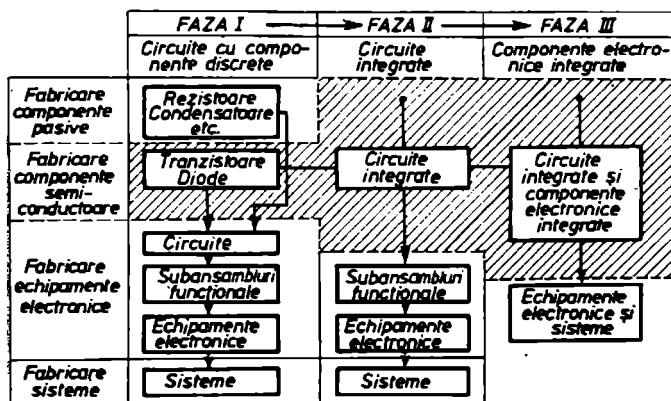 FAZA I
FAZA II
FAZA III
Circuite cu compo-
nente discrete
Circuite
integrate
Componente electro-
nice integrate
Fabricare
componente
pasive
Rezistoare
Condensatoare
etc.
Fabricare
componente
semi-
conductoare
Tranzistoare
Diode
Circuite
integrate
Circuite
integrate și
componente
electronice
integrate
Fabricare
echipamente
electronice
Circuite
Subansambluri
funcționale
Echipamente
electronice
Subansambluri
funcționale
Echipamente
electronice
Echipamente
electronice și
sisteme
Fabricare
sisteme
Sisteme
Sisteme